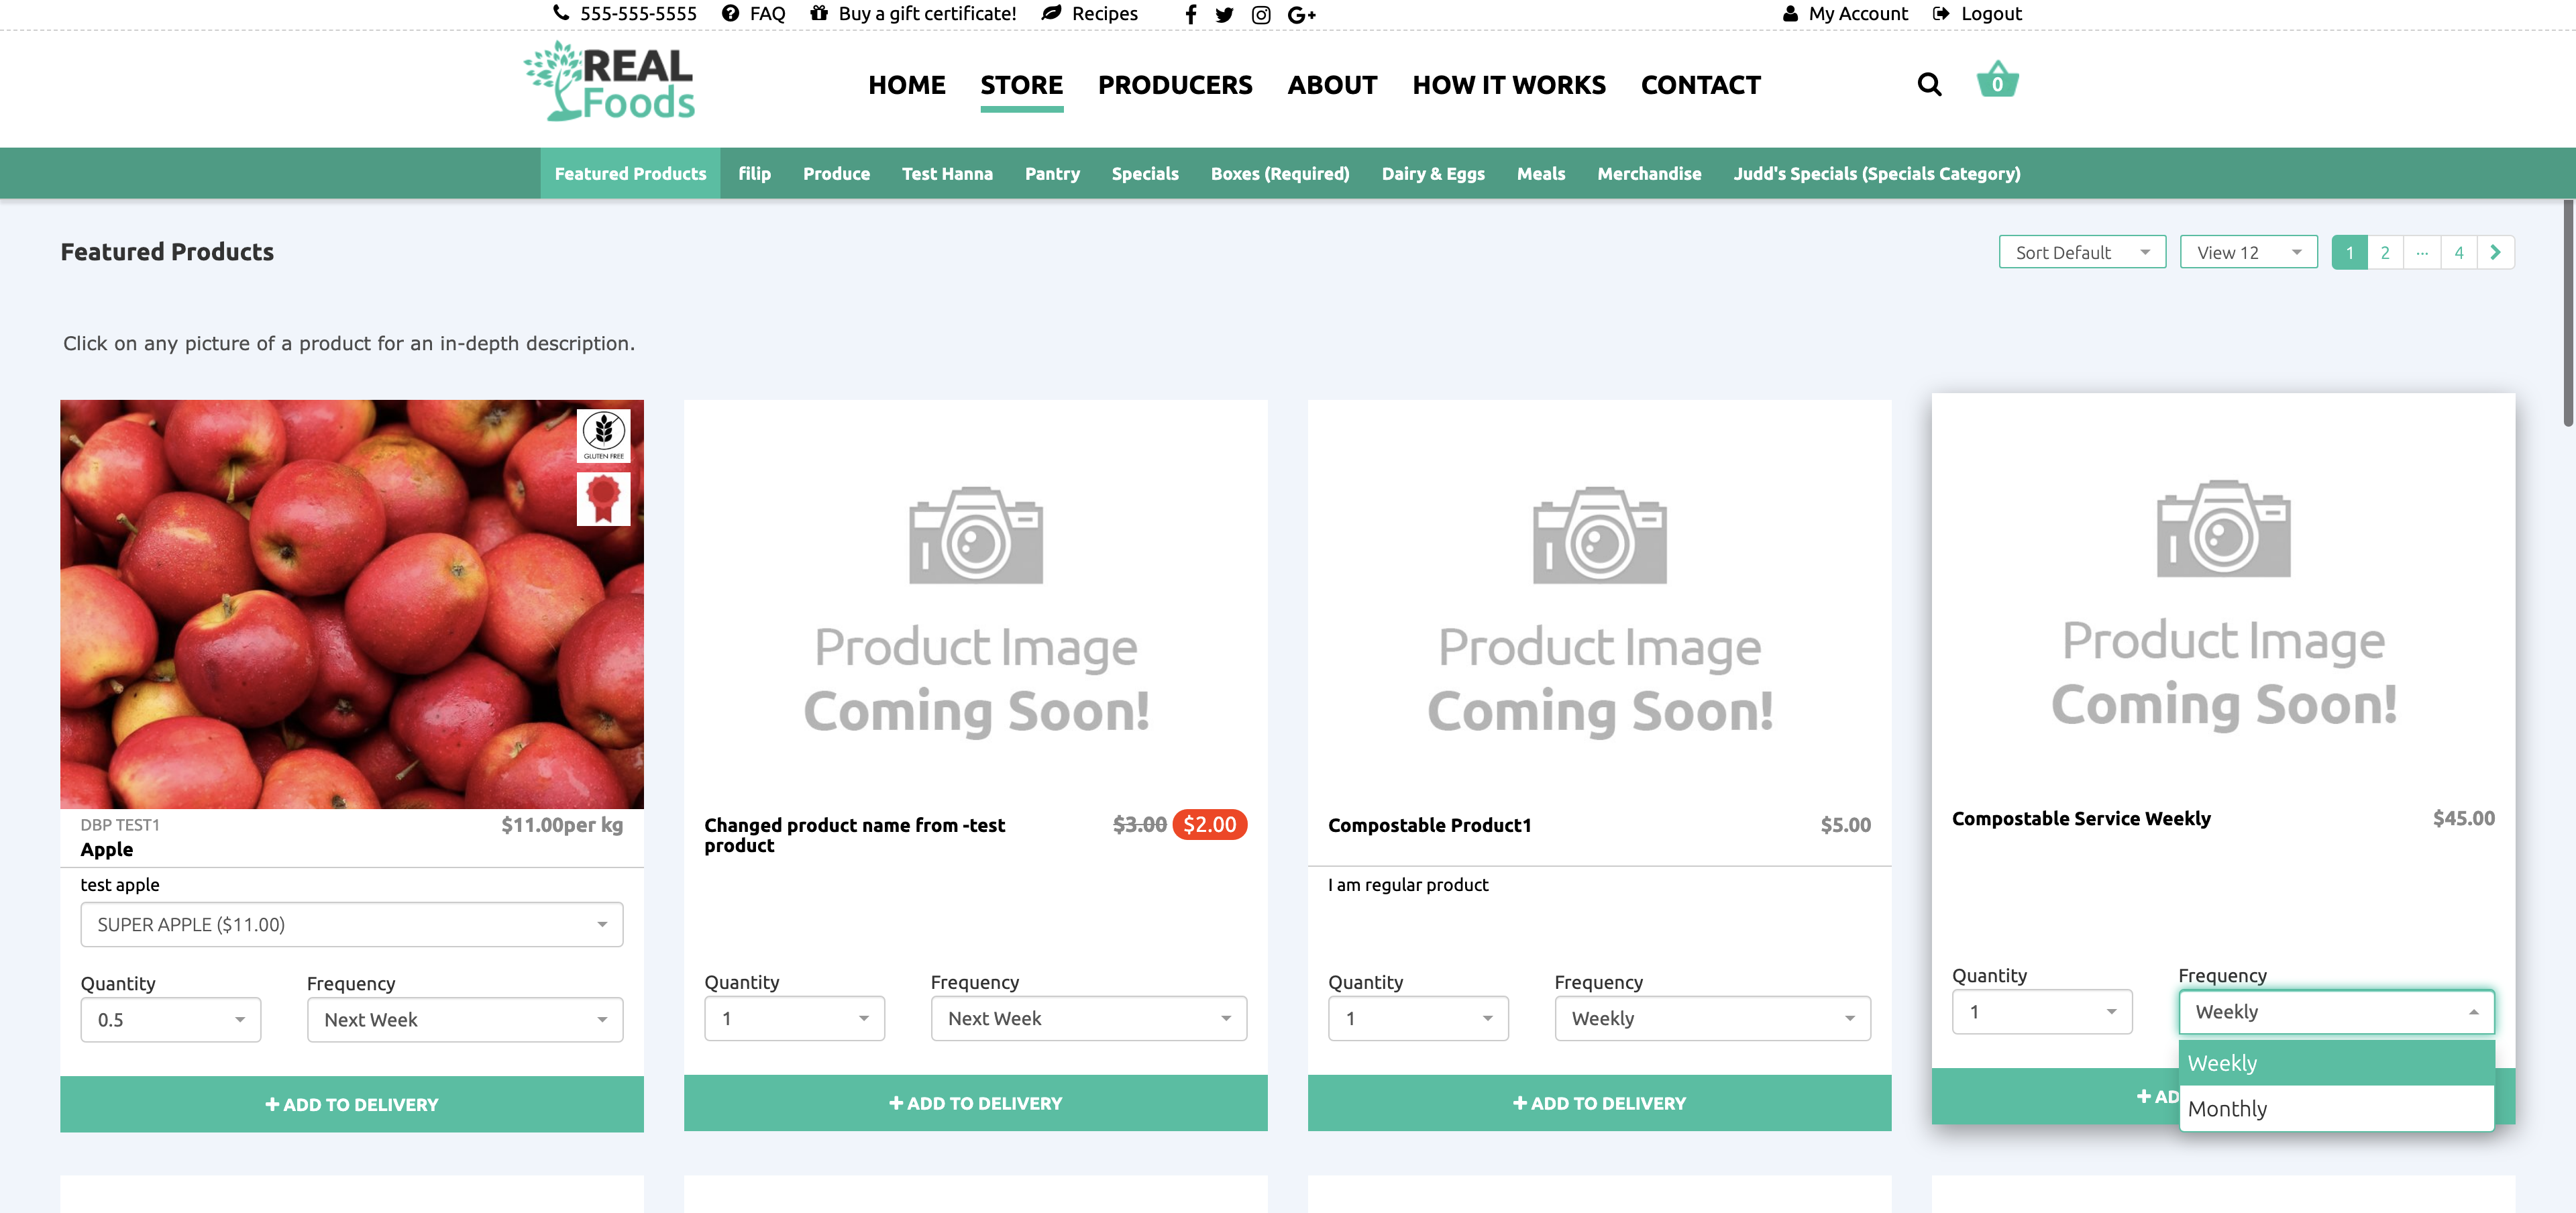 555-555-5555 FAQ Buy a gift certificate! Recipes My Account Logout
REAL
Foods
HOME STORE PRODUCERS ABOUT HOW IT WORKS CONTACT 0
Featured Products filip Produce Test Hanna Pantry Specials Boxes (Required) Dairy & Eggs Meals Merchandise Judd's Specials (Specials Category)
Featured Products Sort Default View 12 1 2 ... 4
Click on any picture of a product for an in-depth description.
GLUTEN FREE
DBP TEST1 $11.00per kg
Apple
test apple
SUPER APPLE ($11.00)
Quantity Frequency
0.5 Next Week
+ ADD TO DELIVERY
Product Image
Coming Soon!
Changed product name from -test $3.00 $2.00
product
Quantity Frequency
1 Next Week
+ ADD TO DELIVERY
Product Image
Coming Soon!
Compostable Product1 $5.00
I am regular product
Quantity Frequency
1 Weekly
+ ADD TO DELIVERY
Product Image
Coming Soon!
Compostable Service Weekly $45.00
Quantity Frequency
1 Weekly
Weekly
+ AD
Monthly